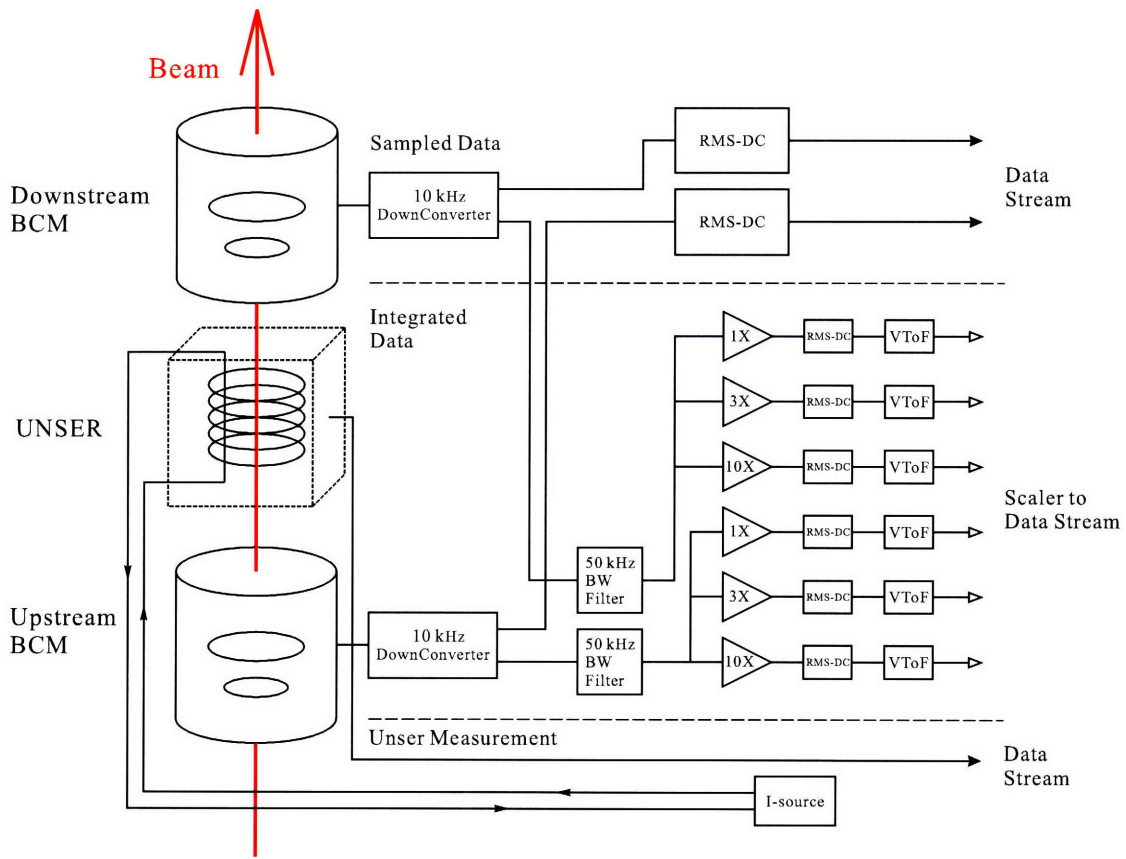 Beam
Downstream
BCM
Sampled Data
10 kHz
DownConverter
RMS-DC
RMS-DC
Data
Stream
Integrated
Data
UNSER
1X
RMS-DC
VToF
3X
RMS-DC
VToF
10X
RMS-DC
VToF
1X
RMS-DC
VToF
3X
RMS-DC
VToF
10X
RMS-DC
VToF
Scaler to
Data Stream
50 kHz
BW
Filter
50 kHz
BW
Filter
Upstream
BCM
10 kHz
DownConverter
Unser Measurement
Data
Stream
I-source